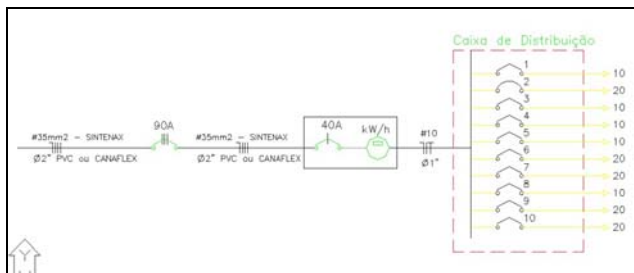 Caixa de Distribuição
#35mm2 - SINTENAX
Ø2" PVC ou CANAFLEX
90A
#35mm2 - SINTENAX
Ø2" PVC ou CANAFLEX
40A
kW/h
#10
Ø1"
1
10
2
20
3
10
4
10
5
10
6
20
7
20
8
10
9
20
10
20
Y